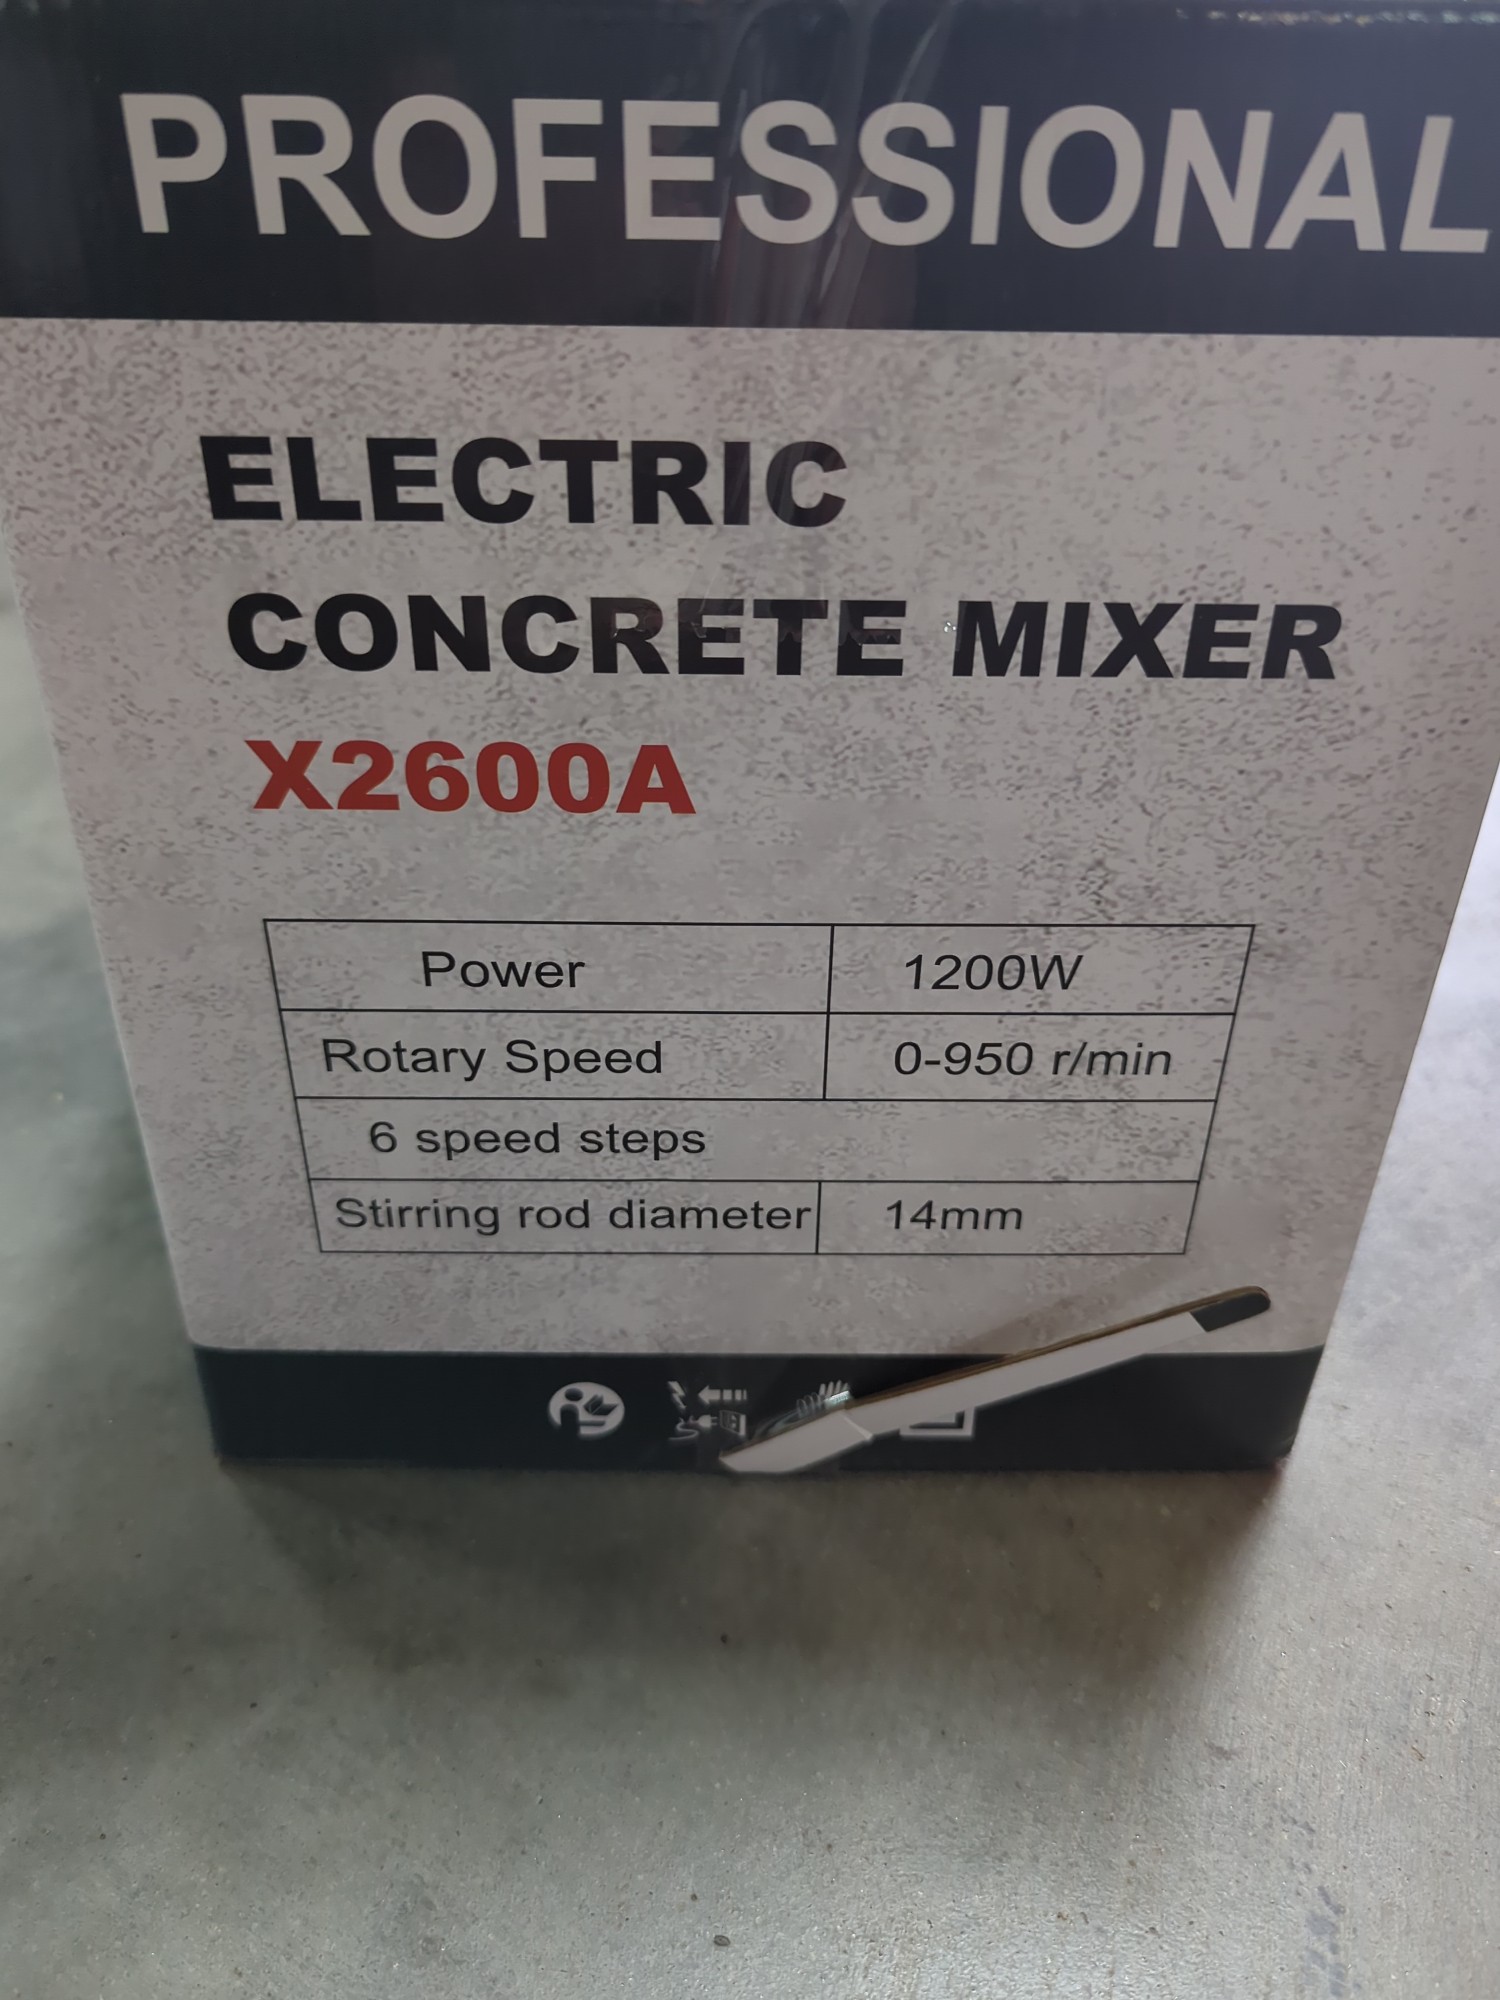 PROFESSIONAL
ELECTRIC
CONCRETE MIXER
X2600A
Power 1200W
Rotary Speed 0-950 r/min
6 speed steps
Stirring rod diameter 14mm